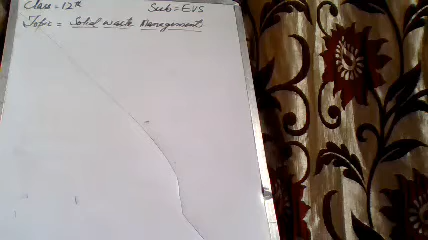 Class = 12th Sub = EVS
Topic = Solid waste Management